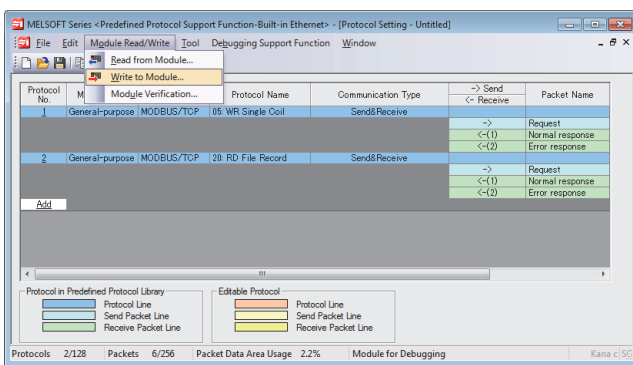 MELSOFT Series <Predefined Protocol Support Function-Built-in Ethernet> - [Protocol Setting - Untitled]
File Edit Module Read/Write Tool Debugging Support Function Window
Read from Module...
Write to Module...
Module Verification...
Protocol No. M Protocol Name Communication Type -> Send <- Receive Packet Name
1 General-purpose MODBUS/TCP 05: WR Single Coil Send&Receive
-> Request
<-(1) Normal response
<-(2) Error response
2 General-purpose MODBUS/TCP 20: RD File Record Send&Receive
-> Request
<-(1) Normal response
<-(2) Error response
Add
Protocol in Predefined Protocol Library Editable Protocol
Protocol Line Protocol Line
Send Packet Line Send Packet Line
Receive Packet Line Receive Packet Line
Protocols 2/128 Packets 6/256 Packet Data Area Usage 2.2% Module for Debugging Kana c SC